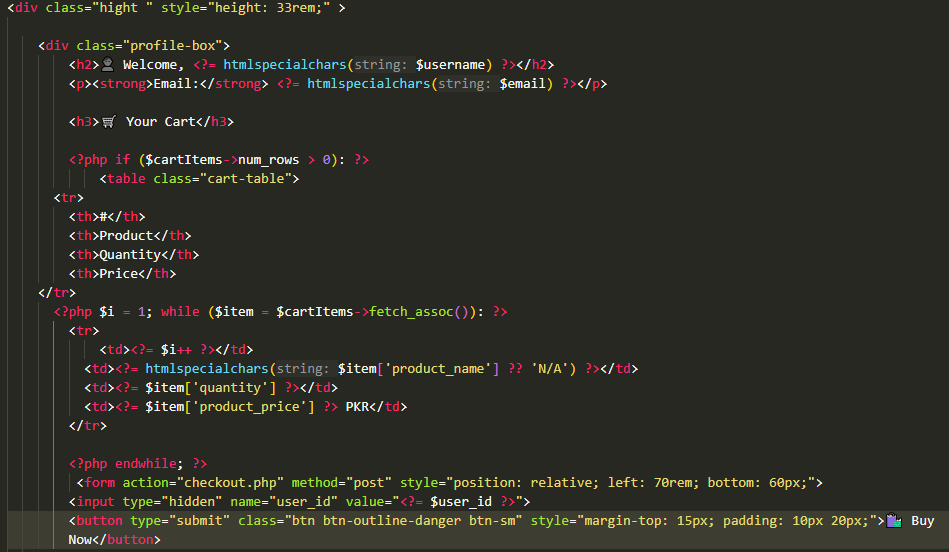 <div class="hight " style="height: 33rem;" >
<div class="profile-box">
<h2>👤 Welcome, <?= htmlspecialchars(string: $username) ?></h2>
<p><strong>Email:</strong> <?= htmlspecialchars(string: $email) ?></p>
<h3>🛒 Your Cart</h3>
<?php if ($cartItems->num_rows > 0): ?>
<table class="cart-table">
<tr>
<th>#</th>
<th>Product</th>
<th>Quantity</th>
<th>Price</th>
</tr>
<?php $i = 1; while ($item = $cartItems->fetch_assoc()): ?>
<tr>
<td><?= $i++ ?></td>
<td><?= htmlspecialchars(string: $item['product_name'] ?? 'N/A') ?></td>
<td><?= $item['quantity'] ?></td>
<td><?= $item['product_price'] ?> PKR</td>
</tr>
<?php endwhile; ?>
<form action="checkout.php" method="post" style="position: relative; left: 70rem; bottom: 60px;">
<input type="hidden" name="user_id" value="<?= $user_id ?>">
<button type="submit" class="btn btn-outline-danger btn-sm" style="margin-top: 15px; padding: 10px 20px;">🛍️ Buy
Now</button>